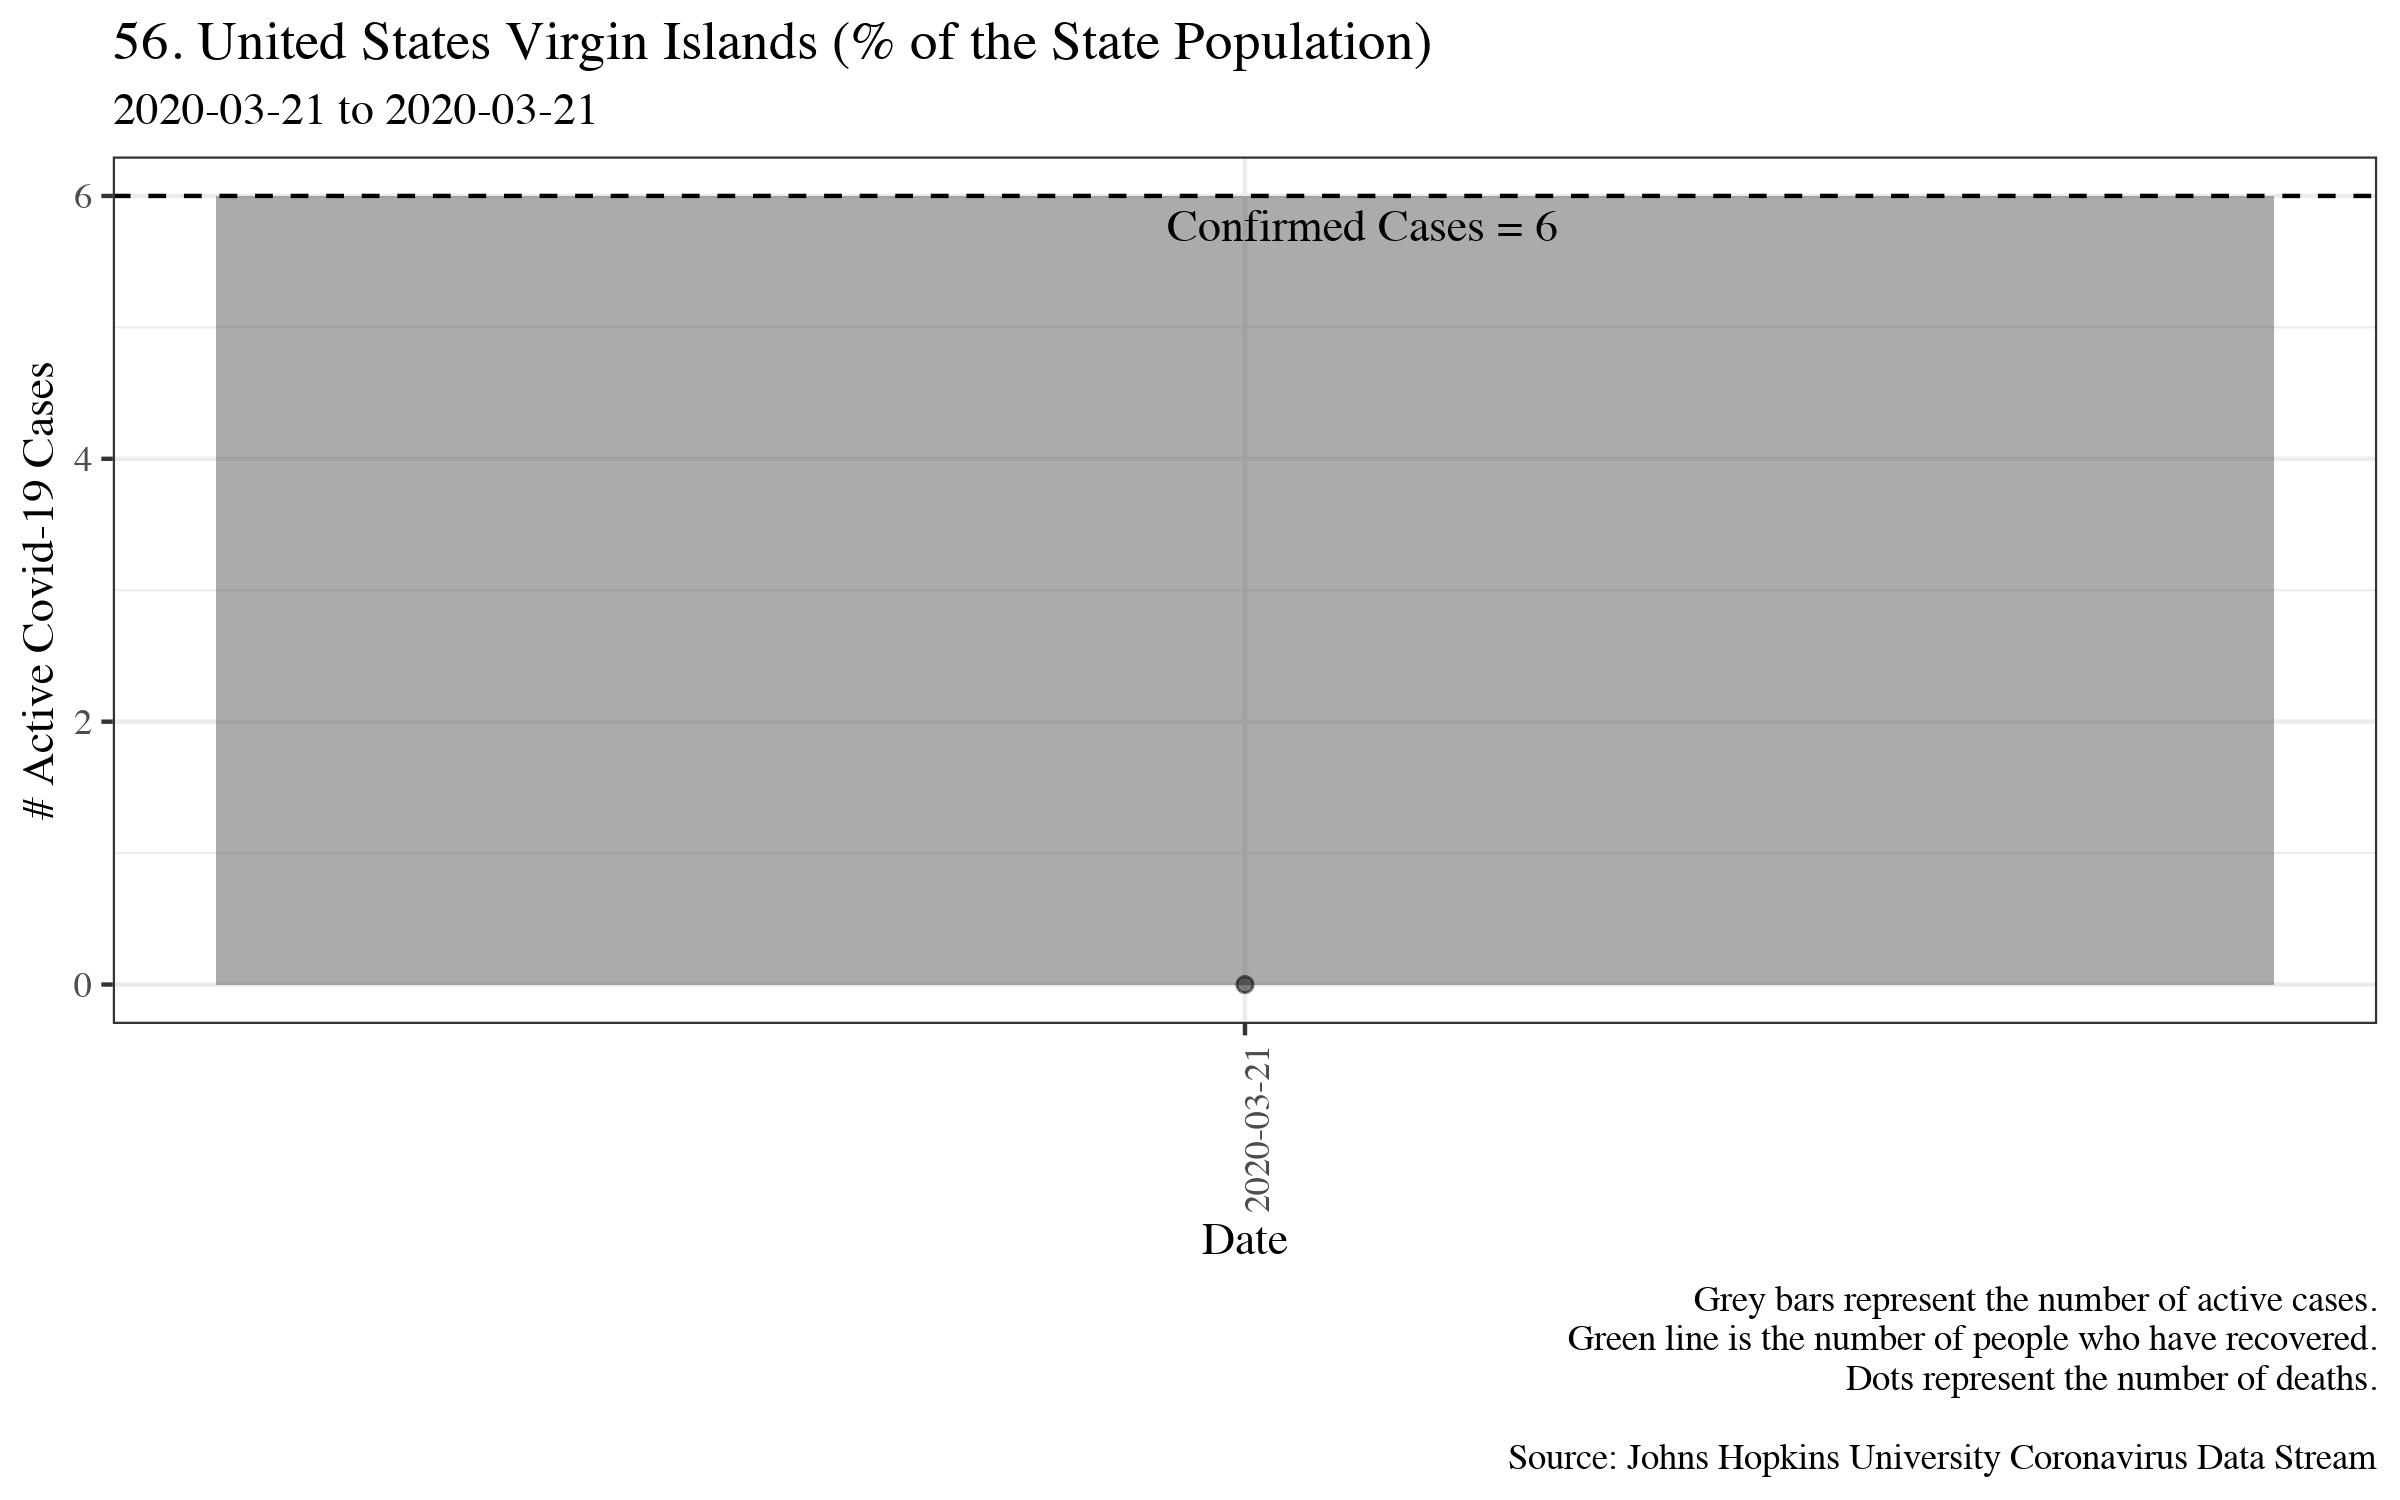 56. United States Virgin Islands (% of the State Population)
2020-03-21 to 2020-03-21
# Active Covid-19 Cases
6
4
2
0
Confirmed Cases = 6
2020-03-21
Date
Grey bars represent the number of active cases.
Green line is the number of people who have recovered.
Dots represent the number of deaths.
Source: Johns Hopkins University Coronavirus Data Stream